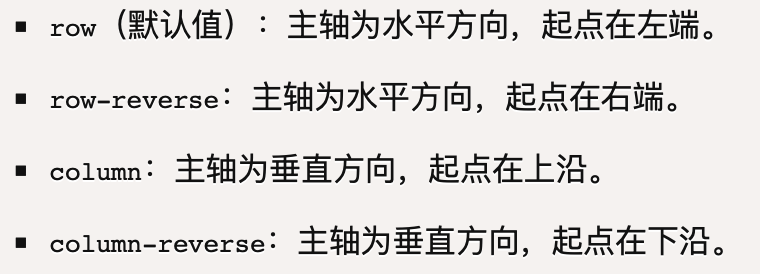 ▪ row（默认值）：主轴为水平方向，起点在左端。
▪ row-reverse：主轴为水平方向，起点在右端。
▪ column：主轴为垂直方向，起点在上沿。
▪ column-reverse：主轴为垂直方向，起点在下沿。